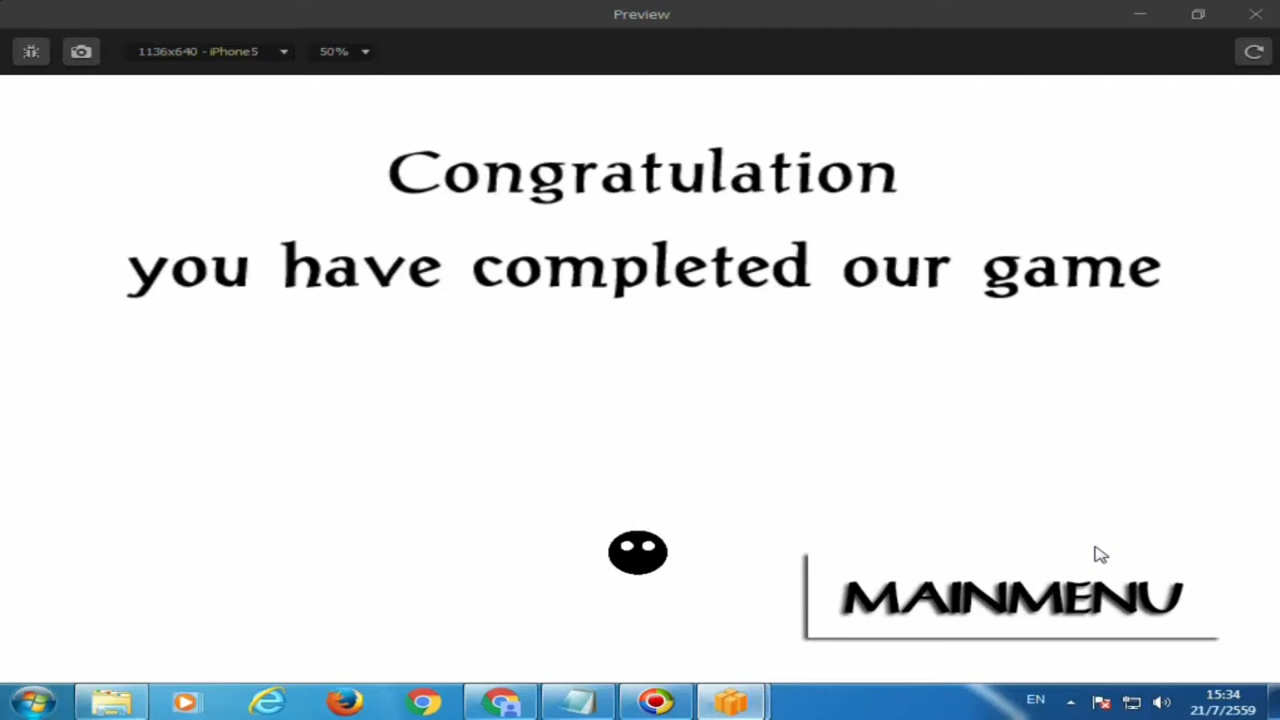 Preview
1136x640 - iPhone5 50%
Congratulation
you have completed our game
MAINMENU
EN
15:34
21/7/2559